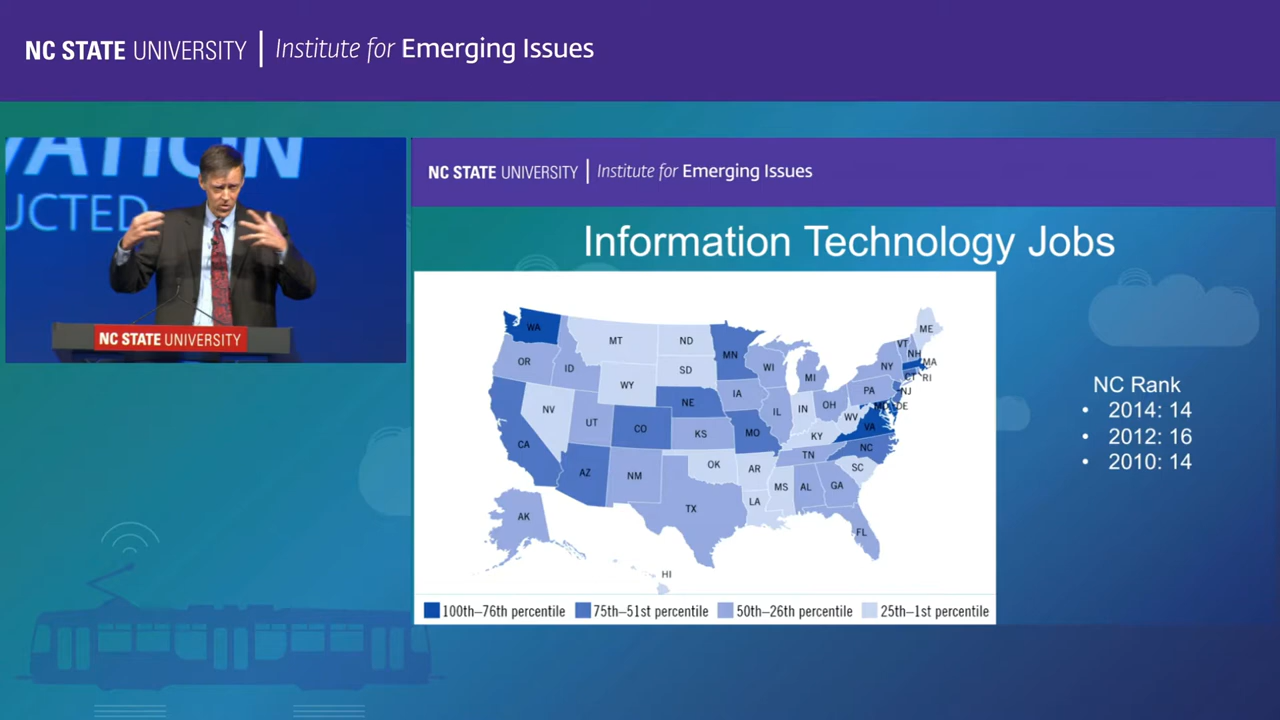 NC STATE UNIVERSITY | Institute for Emerging Issues
VATION
UCTED
NC STATE UNIVERSITY
NC STATE UNIVERSITY | Institute for Emerging Issues
Information Technology Jobs
WA
MT
ND
MN
ME
VT
NH
MA
OR
ID
SD
WI
MI
NY
CT
RI
WY
NE
IA
PA
NJ
NV
UT
CO
KS
MO
IL
IN
OH
WV
MD
DE
VA
CA
KY
NC
AZ
NM
OK
AR
TN
SC
MS
AL
GA
LA
TX
AK
FL
HI
100th–76th percentile
75th–51st percentile
50th–26th percentile
25th–1st percentile
NC Rank
• 2014: 14
• 2012: 16
• 2010: 14